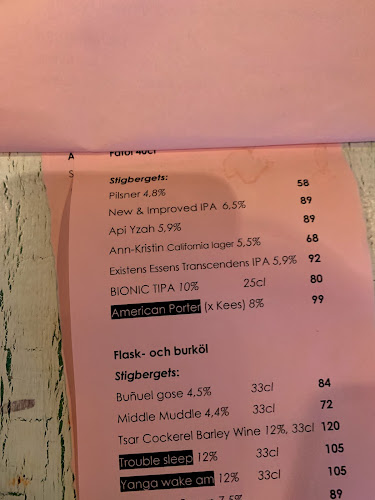 A
Fatöl 40cl
S
Stigbergets:
Pilsner 4,8% 58
New & Improved IPA 6,5% 89
Api Yzah 5,9% 89
Ann-Kristin California lager 5,5% 68
Existens Essens Transcendens IPA 5,9% 92
BIONIC TIPA 10% 25cl 80
American Porter (x Kees) 8% 99
Flask- och burköl
Stigbergets:
Buñuel gose 4,5% 33cl 84
Middle Muddle 4,4% 33cl 72
Tsar Cockerel Barley Wine 12%, 33cl 120
Trouble sleep 12% 33cl 105
Yanga wake am 12% 33cl 105
7,5% 89